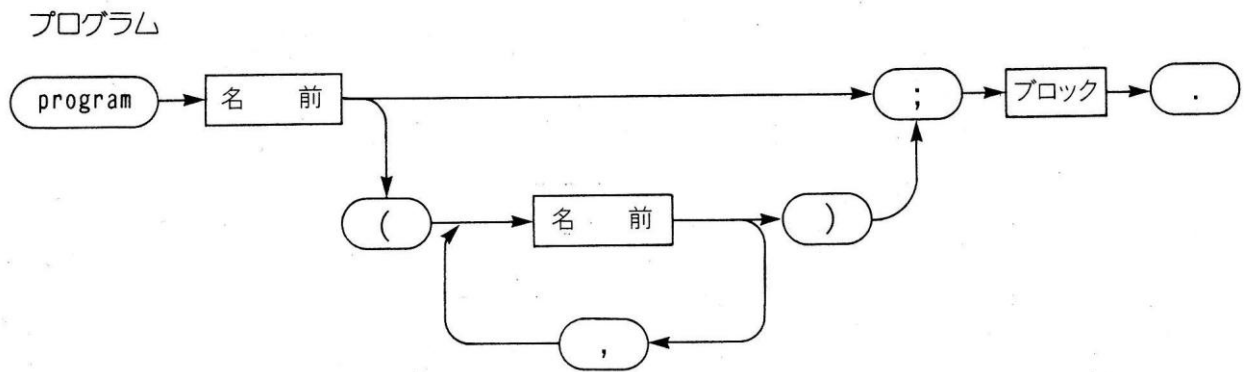 プログラム
program 名 前 ; ブロック .
( 名 前 )
,